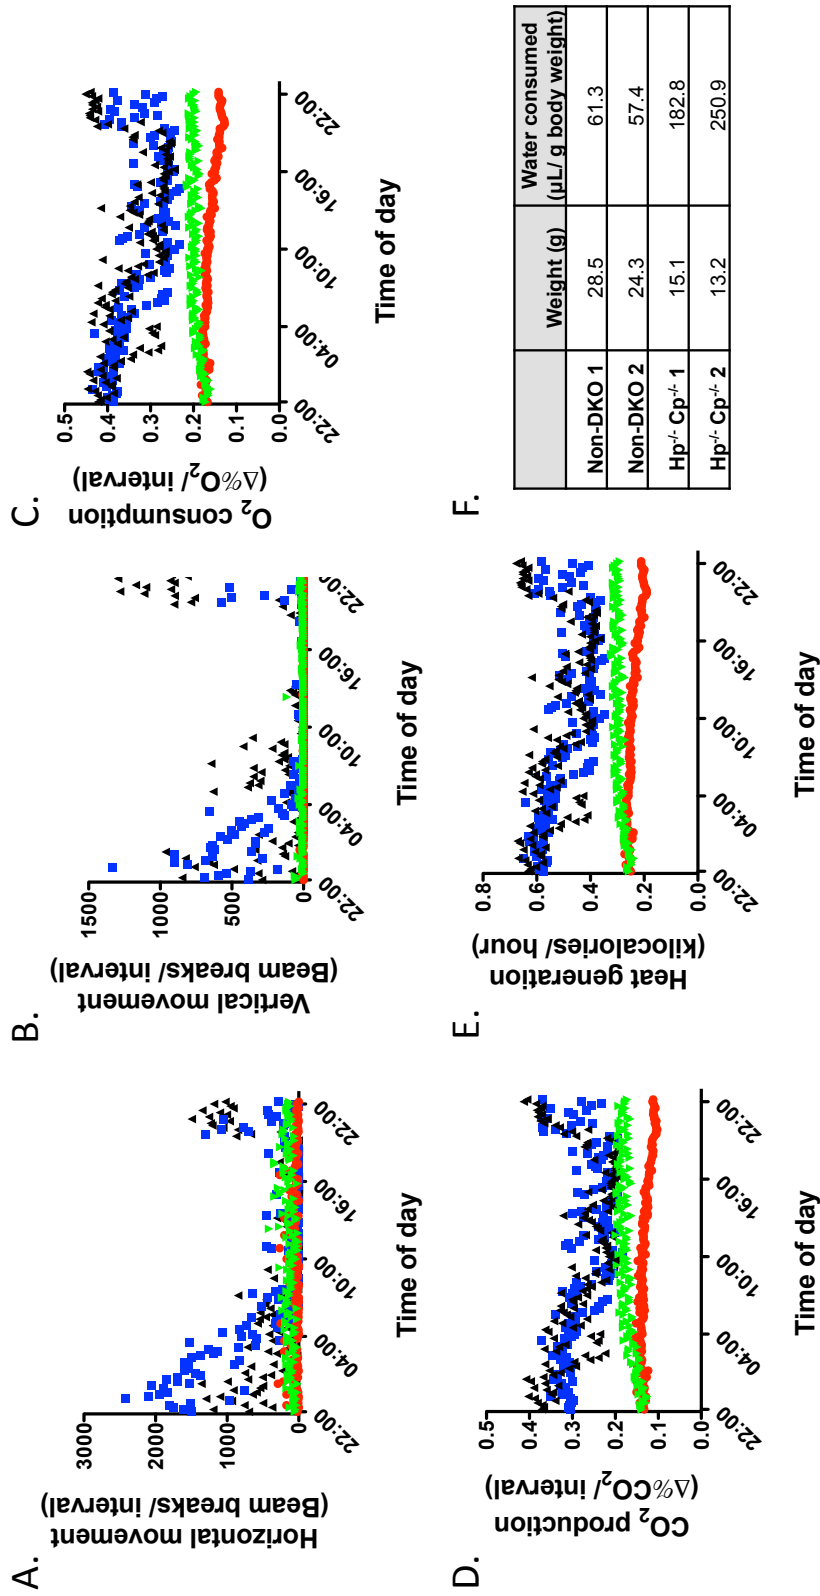 A.
Horizontal movement
(Beam breaks/ interval)
3000
2000
1000
0
22:00
04:00
10:00
16:00
22:00
Time of day
B.
Vertical movement
(Beam breaks/ interval)
1500
1000
500
0
22:00
04:00
10:00
16:00
22:00
Time of day
C.
O₂ consumption
(Δ%O₂/ interval)
0.5
0.4
0.3
0.2
0.1
0.0
22:00
04:00
10:00
16:00
22:00
Time of day
D.
CO₂ production
(Δ%CO₂/ interval)
0.5
0.4
0.3
0.2
0.1
0.0
22:00
04:00
10:00
16:00
22:00
Time of day
E.
Heat generation
(kilocalories/ hour)
0.8
0.6
0.4
0.2
0.0
22:00
04:00
10:00
16:00
22:00
Time of day
F.
Weight (g) Water consumed
(µL/ g body weight)
Non-DKO 1 28.5 61.3
Non-DKO 2 24.3 57.4
Hp⁻/⁻ Cp⁻/⁻ 1 15.1 182.8
Hp⁻/⁻ Cp⁻/⁻ 2 13.2 250.9